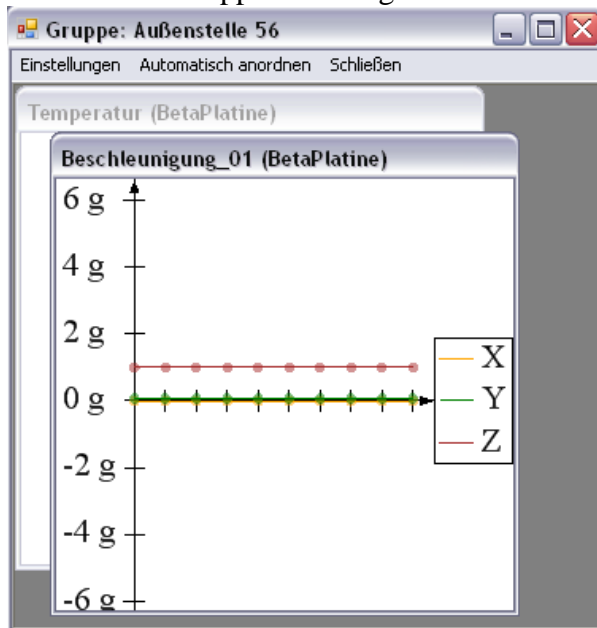 Gruppe: Außenstelle 56
Einstellungen Automatisch anordnen Schließen
Temperatur (BetaPlatine)
Beschleunigung_01 (BetaPlatine)
6 g
4 g
2 g
0 g
-2 g
-4 g
-6 g
X
Y
Z